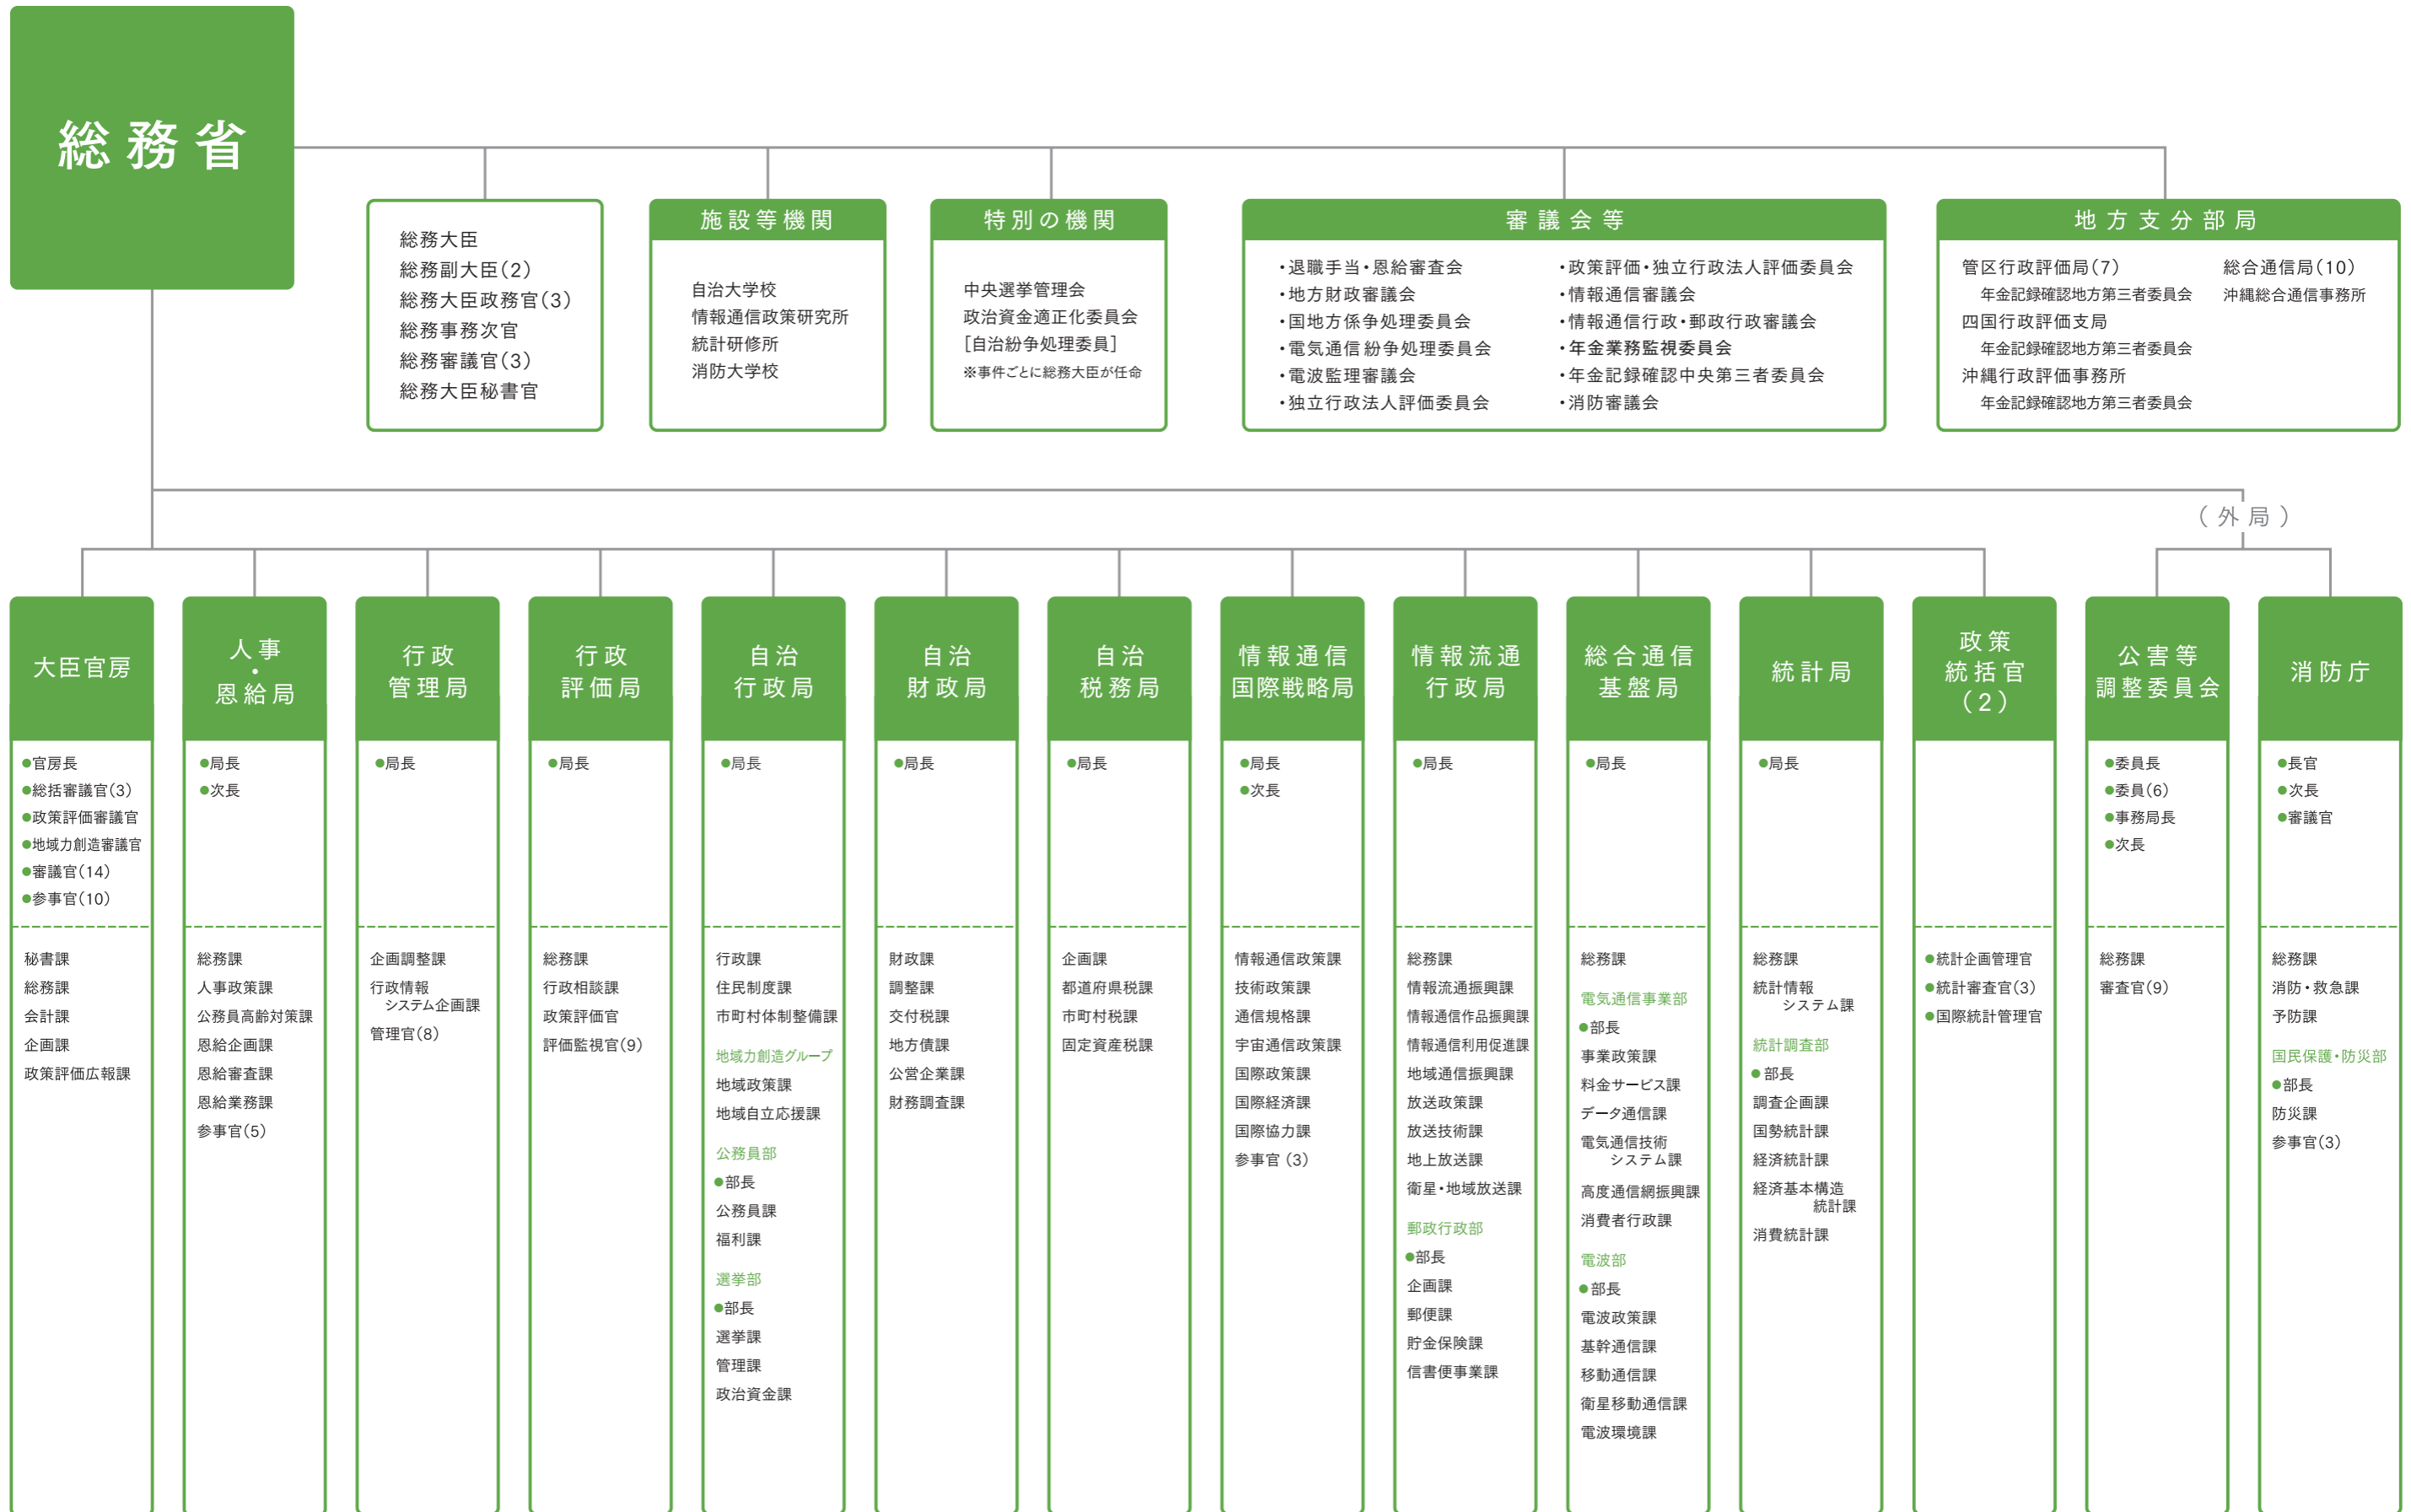 総務省
総務大臣
総務副大臣(2)
総務大臣政務官(3)
総務事務次官
総務審議官(3)
総務大臣秘書官
施設等機関
自治大学校
情報通信政策研究所
統計研修所
消防大学校
特別の機関
中央選挙管理会
政治資金適正化委員会
[自治紛争処理委員]
※事件ごとに総務大臣が任命
審議会等
・退職手当・恩給審査会
・地方財政審議会
・国地方係争処理委員会
・電気通信紛争処理委員会
・電波監理審議会
・独立行政法人評価委員会
・政策評価・独立行政法人評価委員会
・情報通信審議会
・情報通信行政・郵政行政審議会
・年金業務監視委員会
・年金記録確認中央第三者委員会
・消防審議会
地方支分部局
管区行政評価局(7)
年金記録確認地方第三者委員会
四国行政評価支局
年金記録確認地方第三者委員会
沖縄行政評価事務所
年金記録確認地方第三者委員会
総合通信局(10)
沖縄総合通信事務所
(外局)
大臣官房
●官房長
●総括審議官(3)
●政策評価審議官
●地域力創造審議官
●審議官(14)
●参事官(10)
秘書課
総務課
会計課
企画課
政策評価広報課
人事
・
恩給局
●局長
●次長
総務課
人事政策課
公務員高齢対策課
恩給企画課
恩給審査課
恩給業務課
参事官(5)
行政
管理局
●局長
企画調整課
行政情報
システム企画課
管理官(8)
行政
評価局
●局長
総務課
行政相談課
政策評価官
評価監視官(9)
自治
行政局
●局長
行政課
住民制度課
市町村体制整備課
地域力創造グループ
地域政策課
地域自立応援課
公務員部
●部長
公務員課
福利課
選挙部
●部長
選挙課
管理課
政治資金課
自治
財政局
●局長
財政課
調整課
交付税課
地方債課
公営企業課
財務調査課
自治
税務局
●局長
企画課
都道府県税課
市町村税課
固定資産税課
情報通信
国際戦略局
●局長
●次長
情報通信政策課
技術政策課
通信規格課
宇宙通信政策課
国際政策課
国際経済課
国際協力課
参事官 (3)
情報流通
行政局
●局長
総務課
情報流通振興課
情報通信作品振興課
情報通信利用促進課
地域通信振興課
放送政策課
放送技術課
地上放送課
衛星・地域放送課
郵政行政部
●部長
企画課
郵便課
貯金保険課
信書便事業課
総合通信
基盤局
●局長
総務課
電気通信事業部
●部長
事業政策課
料金サービス課
データ通信課
電気通信技術
システム課
高度通信網振興課
消費者行政課
電波部
●部長
電波政策課
基幹通信課
移動通信課
衛星移動通信課
電波環境課
統計局
●局長
総務課
統計情報
システム課
統計調査部
●部長
調査企画課
国勢統計課
経済統計課
経済基本構造
統計課
消費統計課
政策
統括官
(2)
●統計企画管理官
●統計審査官(3)
●国際統計管理官
公害等
調整委員会
●委員長
●委員(6)
●事務局長
●次長
総務課
審査官(9)
消防庁
●長官
●次長
●審議官
総務課
消防・救急課
予防課
国民保護・防災部
●部長
防災課
参事官(3)